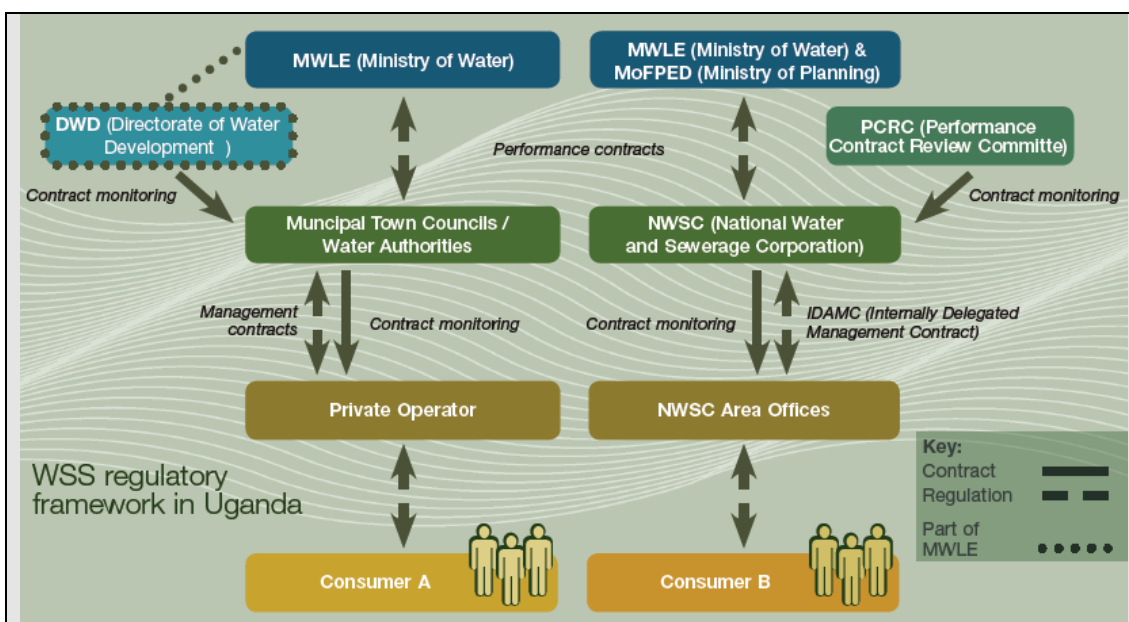 MWLE (Ministry of Water)
MWLE (Ministry of Water) &
MoFPED (Ministry of Planning)
DWD (Directorate of Water
Development )
PCRC (Performance
Contract Review Committe)
Performance contracts
Contract monitoring
Contract monitoring
Muncipal Town Councils /
Water Authorities
NWSC (National Water
and Sewerage Corporation)
Management
contracts
Contract monitoring
Contract monitoring
IDAMC (Internally Delegated
Management Contract)
Private Operator
NWSC Area Offices
WSS regulatory
framework in Uganda
Key:
Contract
Regulation
Part of
MWLE
Consumer A
Consumer B